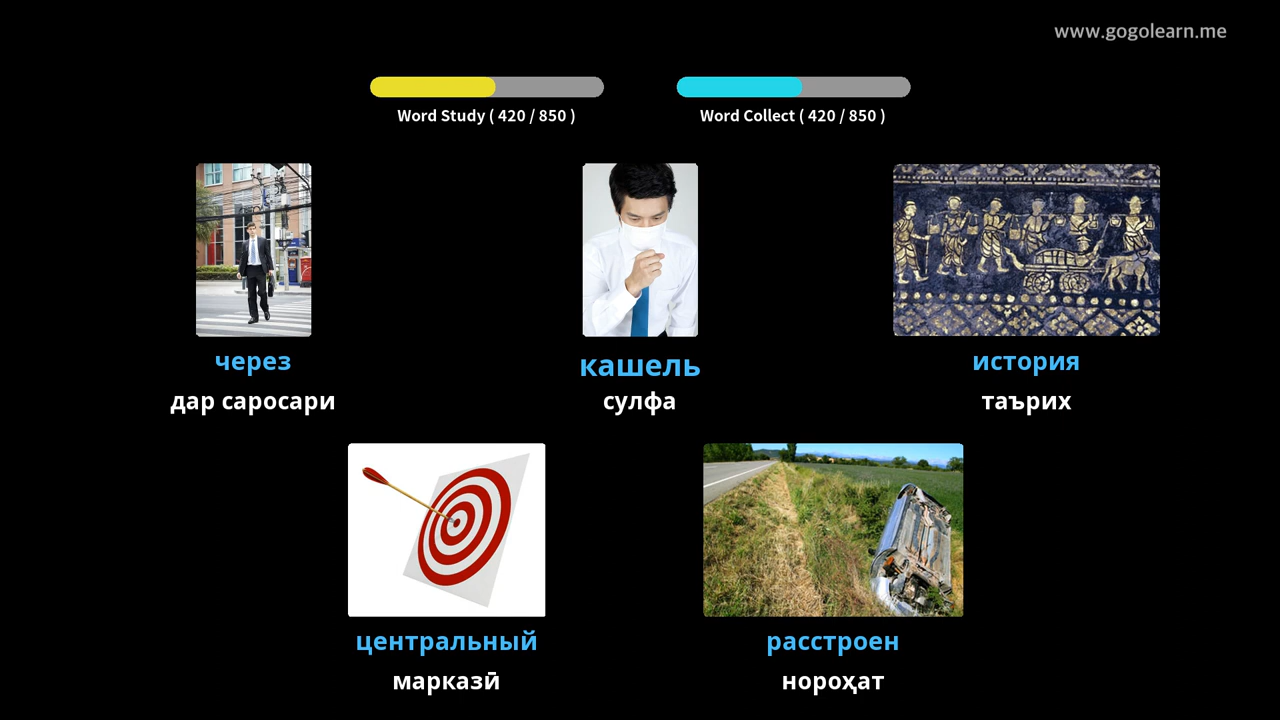 www.gogolearn.me
Word Study ( 420 / 850 )
Word Collect ( 420 / 850 )
через
дар саросари
кашель
сулфа
история
таърих
центральный
марказӣ
расстроен
нороҳат